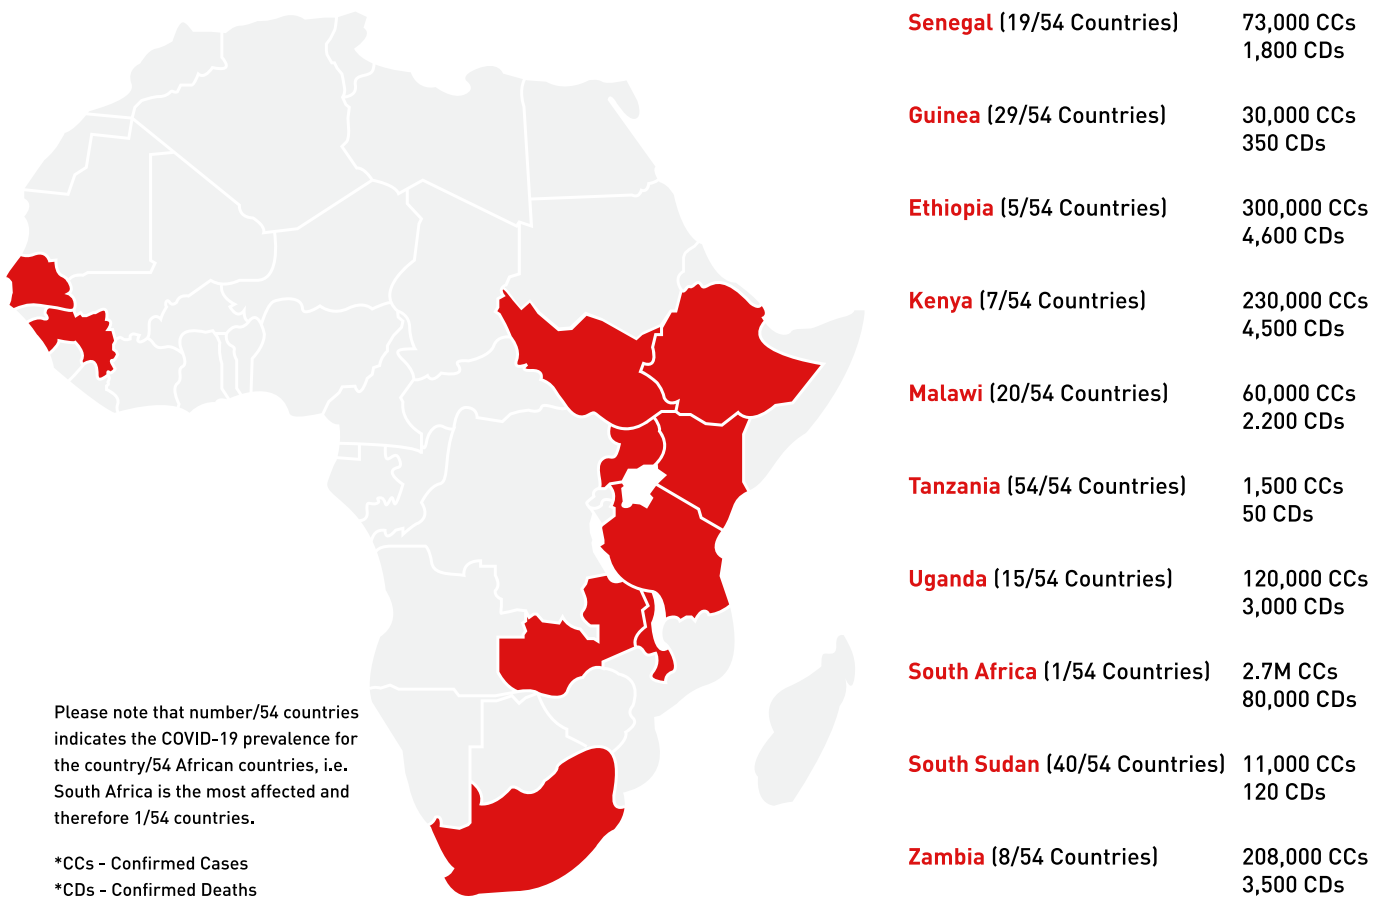 Senegal (19/54 Countries) 73,000 CCs
1,800 CDs
Guinea (29/54 Countries) 30,000 CCs
350 CDs
Ethiopia (5/54 Countries) 300,000 CCs
4,600 CDs
Kenya (7/54 Countries) 230,000 CCs
4,500 CDs
Malawi (20/54 Countries) 60,000 CCs
2.200 CDs
Tanzania (54/54 Countries) 1,500 CCs
50 CDs
Uganda (15/54 Countries) 120,000 CCs
3,000 CDs
South Africa (1/54 Countries) 2.7M CCs
80,000 CDs
South Sudan (40/54 Countries) 11,000 CCs
120 CDs
Zambia (8/54 Countries) 208,000 CCs
3,500 CDs
Please note that number/54 countries
indicates the COVID-19 prevalence for
the country/54 African countries, i.e.
South Africa is the most affected and
therefore 1/54 countries.
*CCs - Confirmed Cases
*CDs - Confirmed Deaths